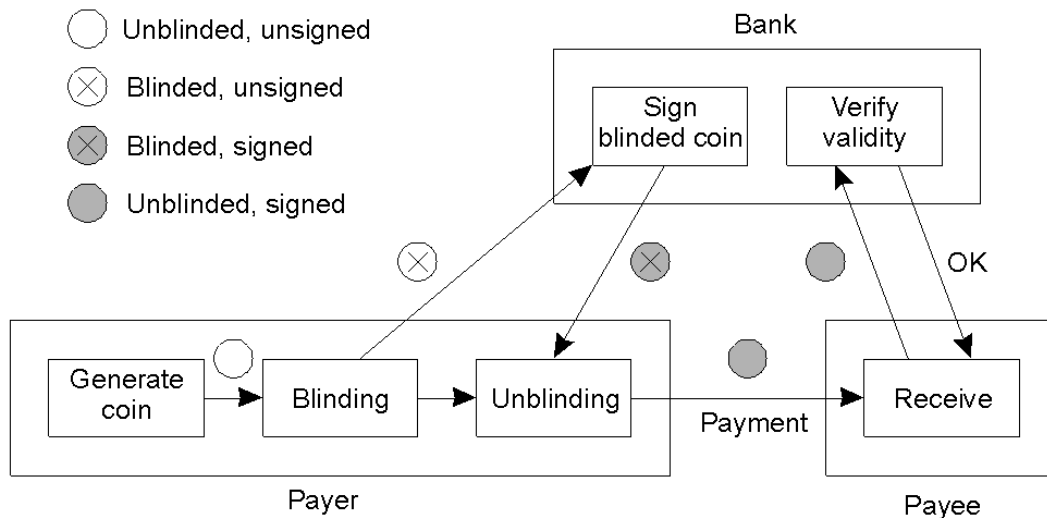 Unblinded, unsigned
Blinded, unsigned
Blinded, signed
Unblinded, signed
Bank
Sign
blinded coin
Verify
validity
OK
Generate
coin
Blinding
Unblinding
Payment
Receive
Payer
Payee